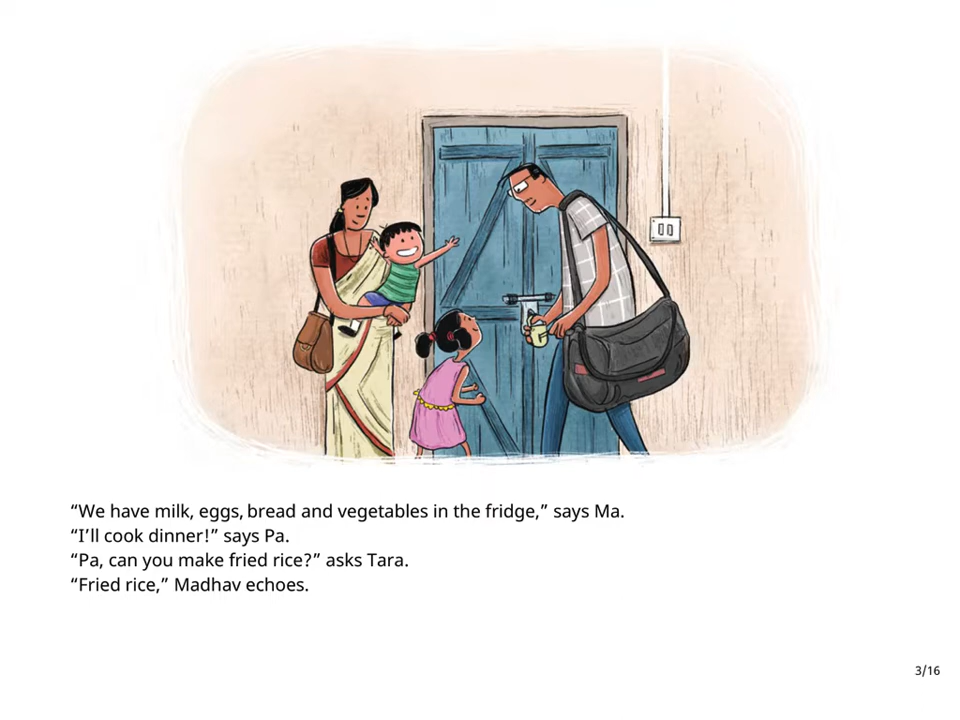 “We have milk, eggs, bread and vegetables in the fridge,” says Ma.
“I’ll cook dinner!” says Pa.
“Pa, can you make fried rice?” asks Tara.
“Fried rice,” Madhav echoes.
3/16